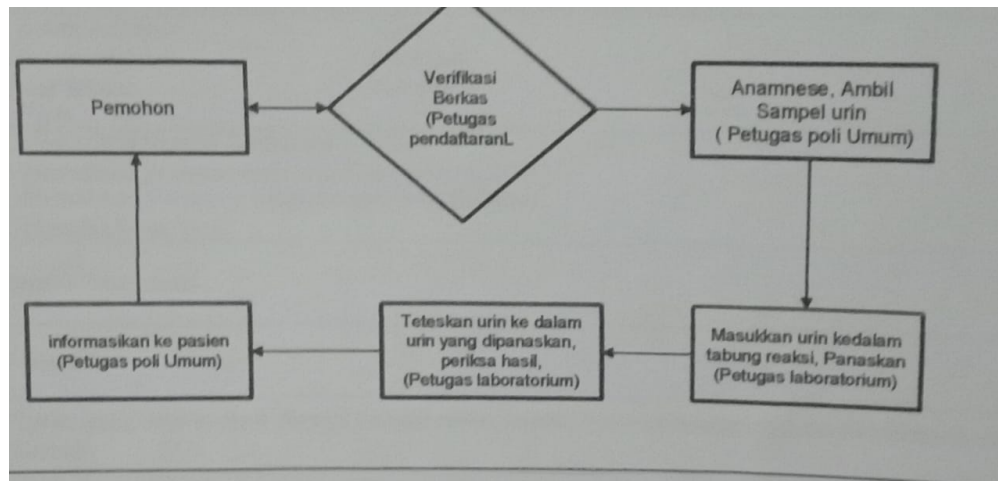 Pemohon
Verifikasi
Berkas
(Petugas
pendaftaranL
Anamnese, Ambil
Sampel urin
( Petugas poli Umum)
Masukkan urin kedalam
tabung reaksi, Panaskan
(Petugas laboratorium)
Teteskan urin ke dalam
urin yang dipanaskan,
periksa hasil,
(Petugas laboratorium)
informasikan ke pasien
(Petugas poli Umum)